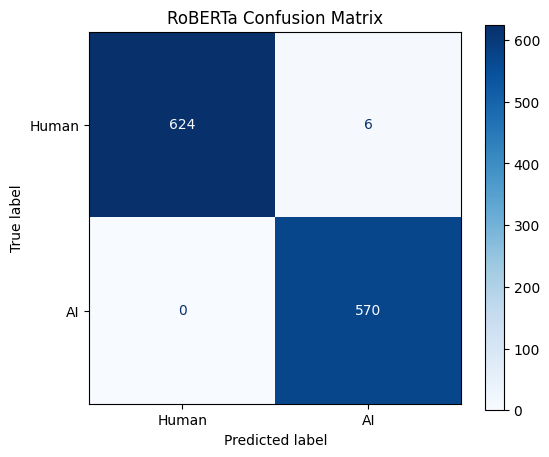 RoBERTa Confusion Matrix
True label
Human
624
6
AI
0
570
Human
AI
Predicted label
600
500
400
300
200
100
0